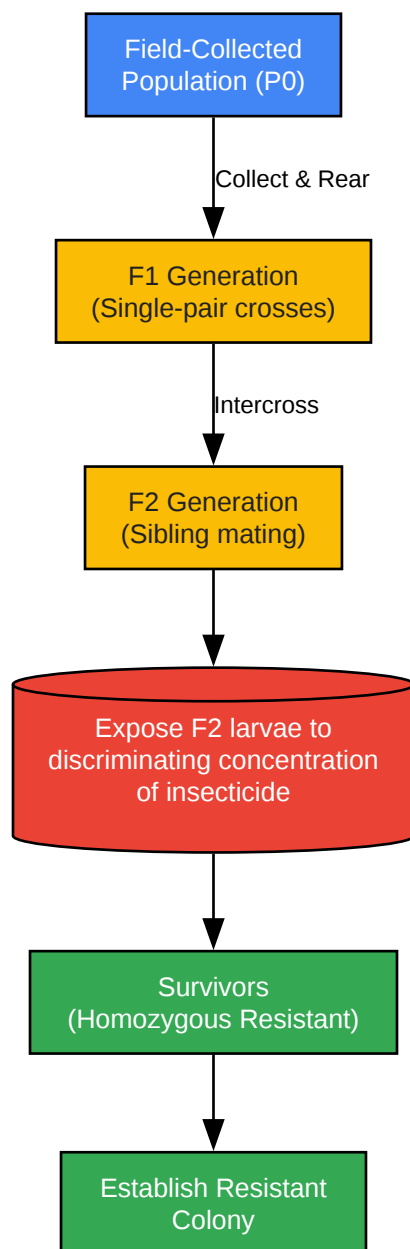 Field-Collected
Population (P0)
Collect & Rear
F1 Generation
(Single-pair crosses)
Intercross
F2 Generation
(Sibling mating)
Expose F2 larvae to
discriminating concentration
of insecticide
Survivors
(Homozygous Resistant)
Establish Resistant
Colony